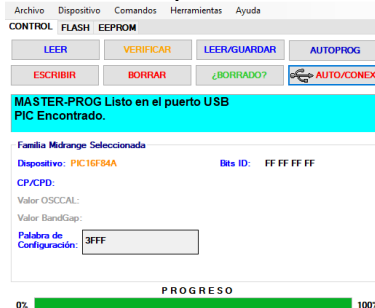 Archivo Dispositivo Comandos Herramientas Ayuda
CONTROL FLASH EEPROM
LEER VERIFICAR LEER/GUARDAR AUTOPROG
ESCRIBIR BORRAR ¿BORRADO? AUTO/CONEX
MASTER-PROG Listo en el puerto USB
PIC Encontrado.
Familia Midrange Seleccionada
Dispositivo: PIC16F84A Bits ID: FF FF FF FF
CP/CPD:
Valor OSCCAL:
Valor BandGap:
Palabra de
Configuración: 3FFF
PROGRESO
0% 100%